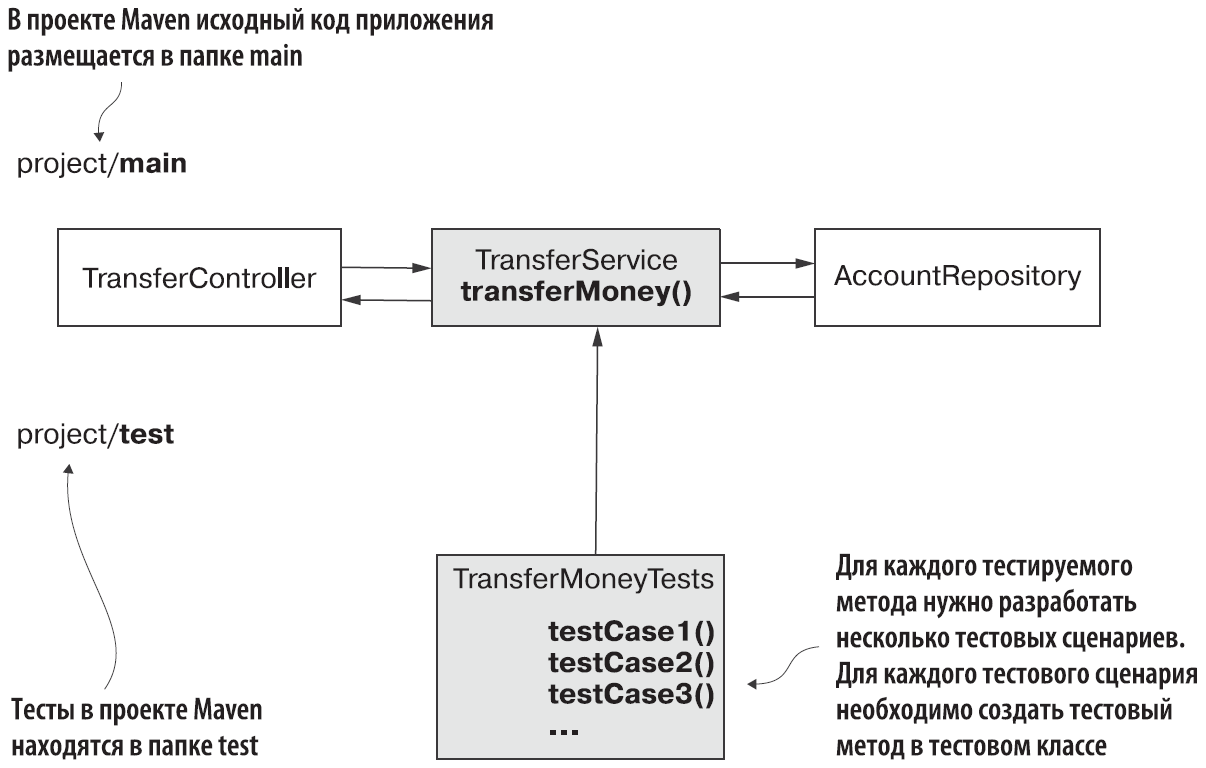 В проекте Maven исходный код приложения
размещается в папке main
project/main
TransferController
TransferService
transferMoney()
AccountRepository
project/test
TransferMoneyTests
testCase1()
testCase2()
testCase3()
...
Для каждого тестируемого
метода нужно разработать
несколько тестовых сценариев.
Для каждого тестового сценария
необходимо создать тестовый
метод в тестовом классе
Тесты в проекте Maven
находятся в папке test